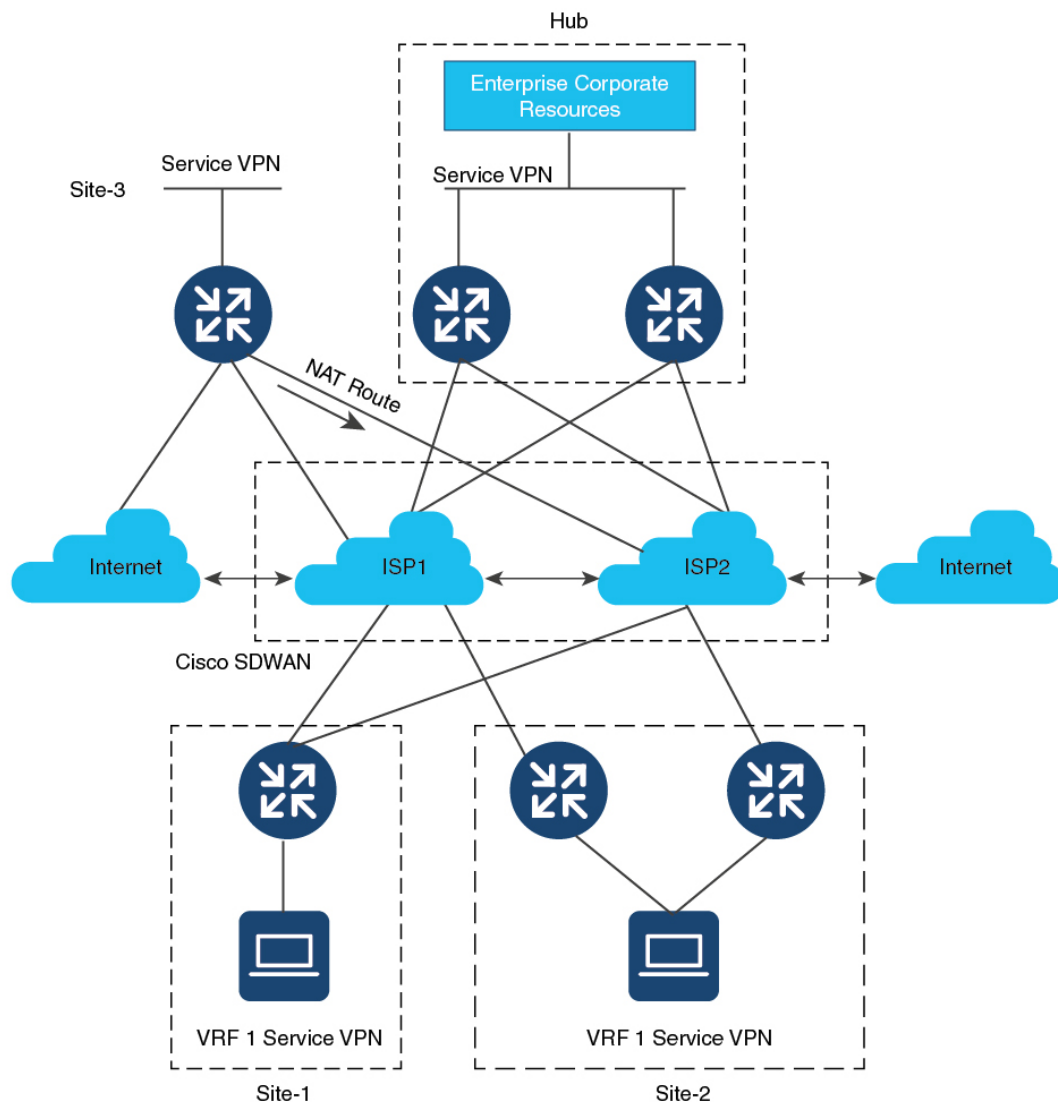 Hub
Enterprise Corporate
Resources
Service VPN
Site-3
Service VPN
NAT Route
Internet
ISP1
ISP2
Internet
Cisco SDWAN
VRF 1 Service VPN
VRF 1 Service VPN
Site-1
Site-2